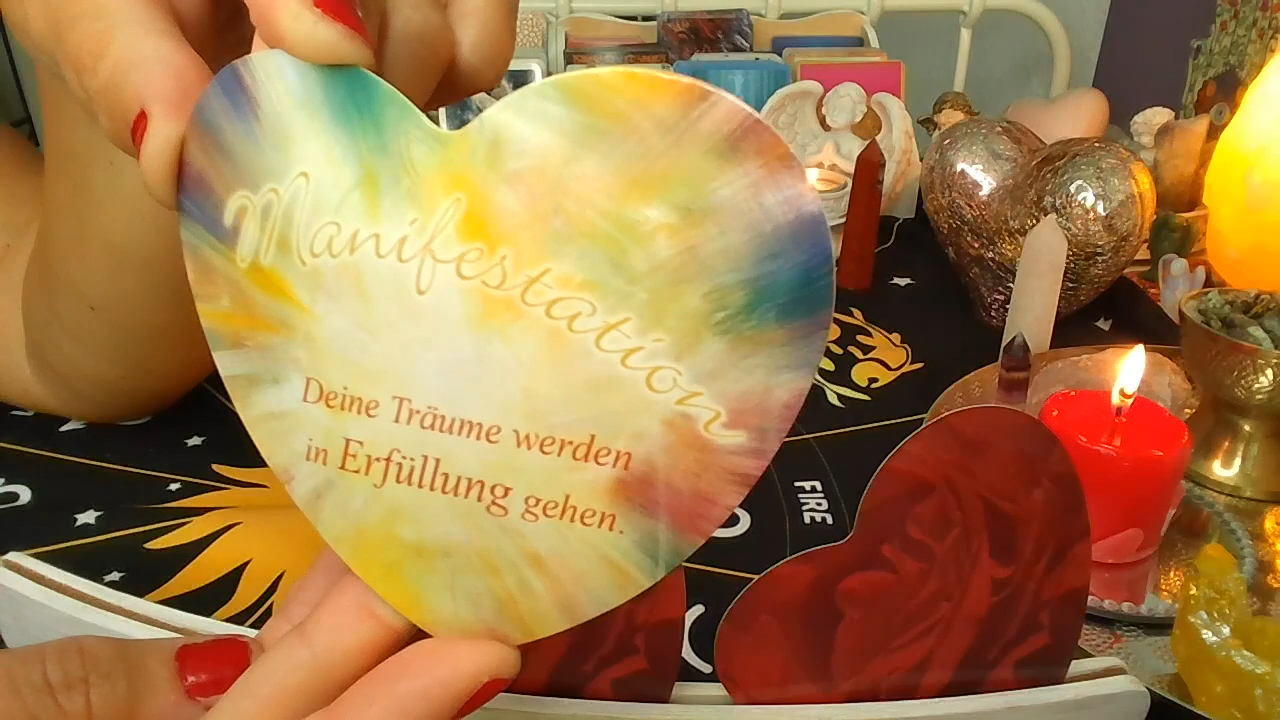 Manifestation
Deine Träume werden
in Erfüllung gehen.
FIRE